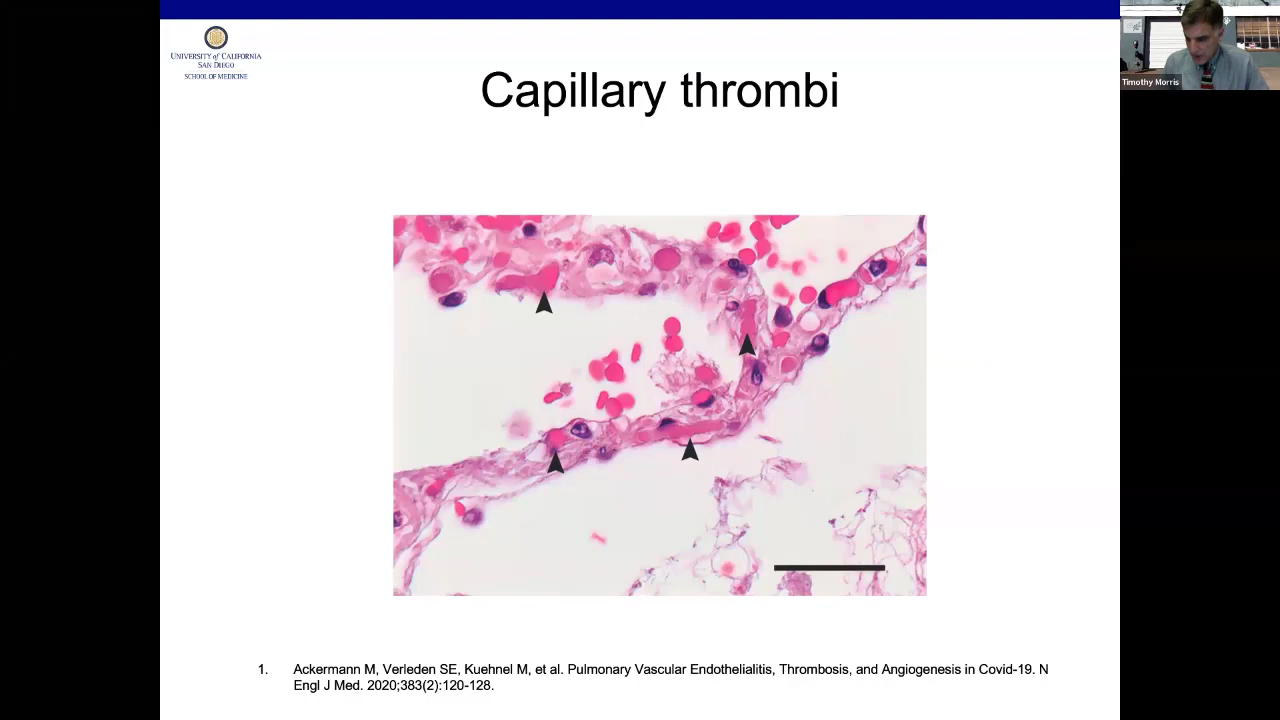 UNIVERSITY of CALIFORNIA
SAN DIEGO
SCHOOL OF MEDICINE
Capillary thrombi
Timothy Morris
1. Ackermann M, Verleden SE, Kuehnel M, et al. Pulmonary Vascular Endothelialitis, Thrombosis, and Angiogenesis in Covid-19. N
Engl J Med. 2020;383(2):120-128.